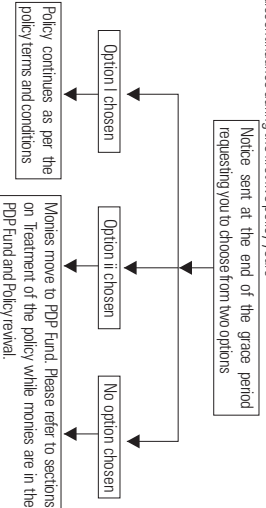 Notice sent at the end of the grace period
requesting you to choose from two options
Option I chosen
Option ii chosen
No option chosen
Policy continues as per the
policy terms and conditions
Monies move to PDP Fund. Please refer to sections
on Treatment of the policy while monies are in the
PDP Fund and Policy revival.